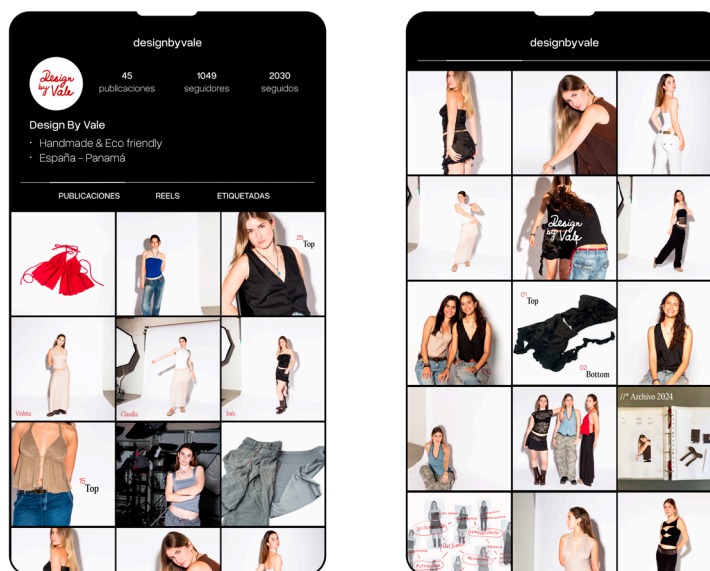 designbyvale
Design
by Vale
45
publicaciones
1049
seguidores
2030
seguidos
Design By Vale
· Handmade & Eco friendly
· España – Panamá
PUBLICACIONES
REELS
ETIQUETADAS
25
Top
Violeta
Claudia
Inés
15
Top
designbyvale
Design
by Vale
01
Top
02
Bottom
//* Archivo 2024